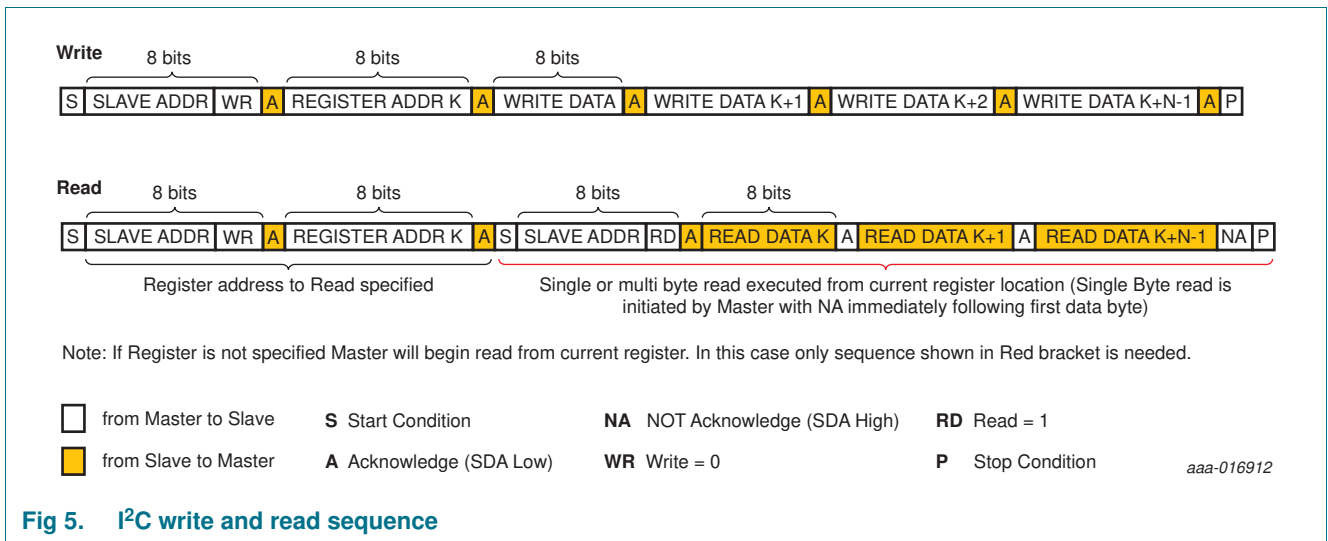 Write
8 bits 8 bits 8 bits
S SLAVE ADDR WR A REGISTER ADDR K A WRITE DATA A WRITE DATA K+1 A WRITE DATA K+2 A WRITE DATA K+N-1 A P
Read
8 bits 8 bits 8 bits 8 bits
S SLAVE ADDR WR A REGISTER ADDR K A S SLAVE ADDR RD A READ DATA K A READ DATA K+1 A READ DATA K+N-1 NA P
Register address to Read specified
Single or multi byte read executed from current register location (Single Byte read is
initiated by Master with NA immediately following first data byte)
Note: If Register is not specified Master will begin read from current register. In this case only sequence shown in Red bracket is needed.
from Master to Slave S Start Condition NA NOT Acknowledge (SDA High) RD Read = 1
from Slave to Master A Acknowledge (SDA Low) WR Write = 0 P Stop Condition aaa-016912
Fig 5. I²C write and read sequence